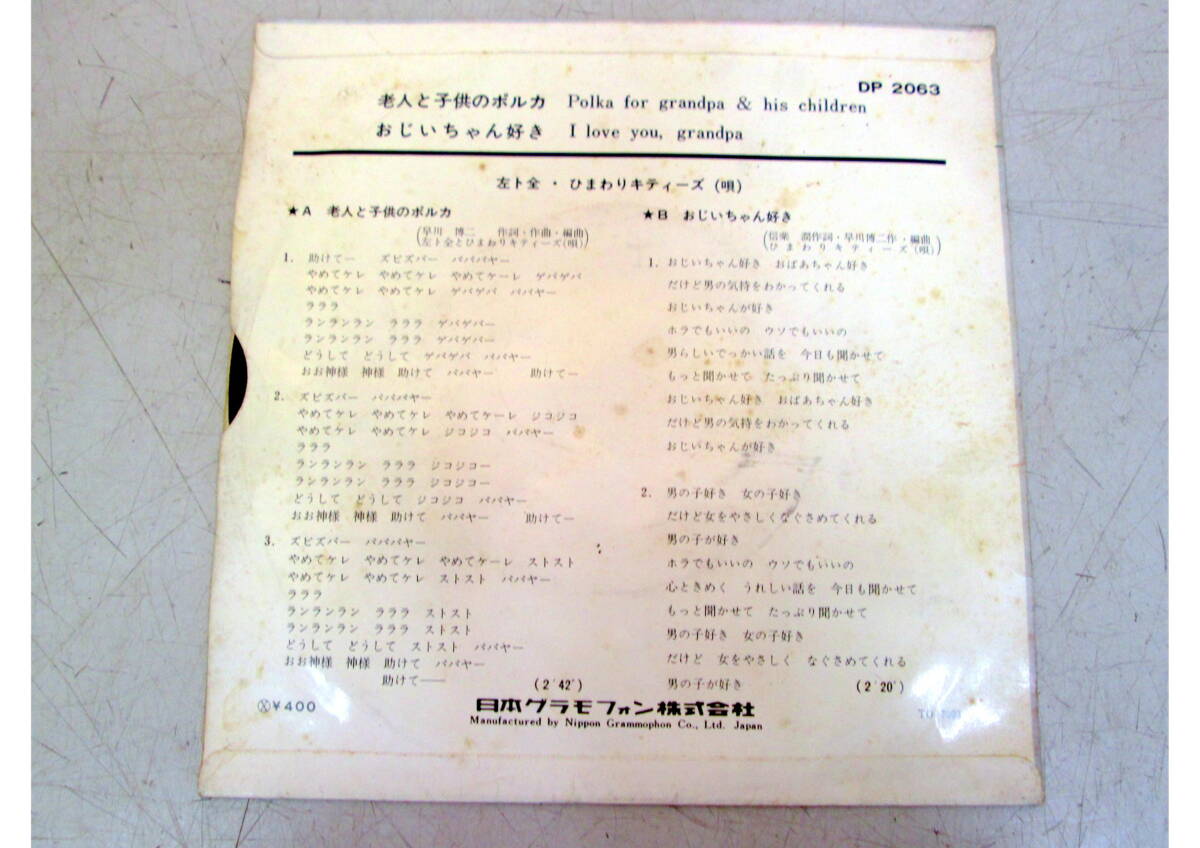 DP 2063
老人と子供のポルカ Polka for grandpa & his children
おじいちゃん好き I love you, grandpa
左ト全・ひまわりキティーズ(唄)
★A 老人と子供のポルカ
(早川 博二 作詞・作曲・編曲
左ト全とひまわりキティーズ(唄))
1. 助けてー ズビズバー パパパヤー
やめてケレ やめてケレ やめてケーレ ゲバゲバ
やめてケレ やめてケレ ゲバゲバ パパヤー
ラララ
ランランラン ラララ ゲバゲバー
ランランラン ラララ ゲバゲバー
どうして どうして ゲバゲバ パパヤー
おお神様 神様 助けて パパヤー 助けてー
2. ズビズバー パパパヤー
やめてケレ やめてケレ やめてケーレ ジコジコ
やめてケレ やめてケレ ジコジコ パパヤー
ラララ
ランランラン ラララ ジコジコー
ランランラン ラララ ジコジコー
どうして どうして ジコジコ パパヤー
おお神様 神様 助けて パパヤー 助けてー
3. ズビズバー パパパヤー
やめてケレ やめてケレ やめてケーレ ストスト
やめてケレ やめてケレ ストスト パパヤー
ラララ
ランランラン ラララ ストスト
ランランラン ラララ ストスト
どうして どうして ストスト パパヤー
おお神様 神様 助けて パパヤー
助けて—— (2'42")
★B おじいちゃん好き
(信楽 潤作詞・早川博二作・編曲
ひまわりキティーズ(唄))
1. おじいちゃん好き おばあちゃん好き
だけど男の気持をわかってくれる
おじいちゃんが好き
ホラでもいいの ウソでもいいの
男らしいでっかい話を 今日も聞かせて
もっと聞かせて たっぷり聞かせて
おじいちゃん好き おばあちゃん好き
だけど男の気持をわかってくれる
おじいちゃんが好き
2. 男の子好き 女の子好き
だけど女をやさしくなぐさめてくれる
男の子が好き
ホラでもいいの ウソでもいいの
心ときめく うれしい話を 今日も聞かせて
もっと聞かせて たっぷり聞かせて
男の子好き 女の子好き
だけど 女をやさしく なぐさめてくれる
男の子が好き (2'20")
Ⓧ¥400
日本グラモフォン株式会社
Manufactured by Nippon Grammophon Co., Ltd. Japan